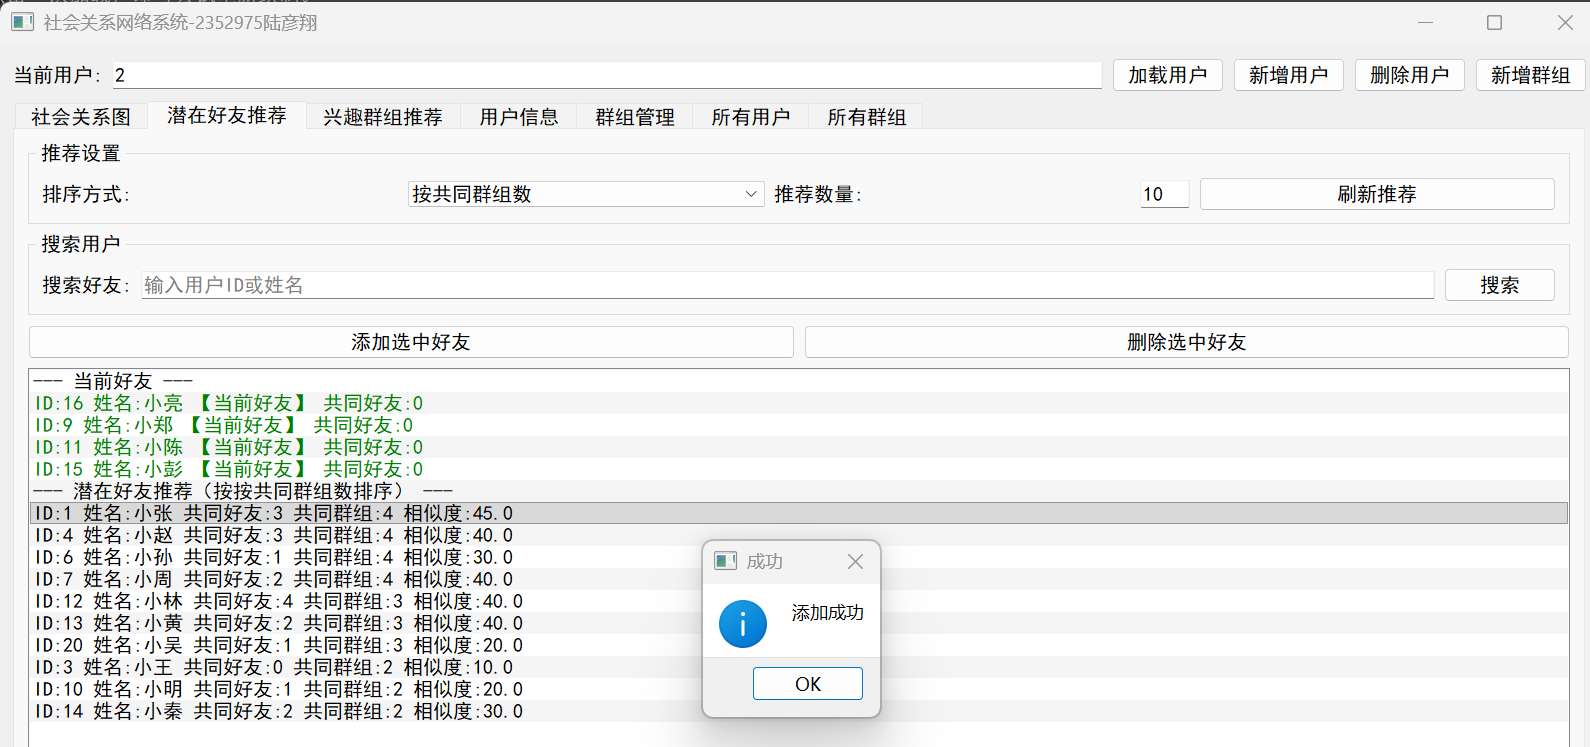 社会关系网络系统-2352975陆彦翔
当前用户: 2 加载用户 新增用户 删除用户 新增群组
社会关系图 潜在好友推荐 兴趣群组推荐 用户信息 群组管理 所有用户 所有群组
推荐设置
排序方式: 按共同群组数 推荐数量: 10 刷新推荐
搜索用户
搜索好友: 输入用户ID或姓名 搜索
添加选中好友 删除选中好友
--- 当前好友 ---
ID:16 姓名:小亮 【当前好友】 共同好友:0
ID:9 姓名:小郑 【当前好友】 共同好友:0
ID:11 姓名:小陈 【当前好友】 共同好友:0
ID:15 姓名:小彭 【当前好友】 共同好友:0
--- 潜在好友推荐（按按共同群组数排序） ---
ID:1 姓名:小张 共同好友:3 共同群组:4 相似度:45.0
ID:4 姓名:小赵 共同好友:3 共同群组:4 相似度:40.0
ID:6 姓名:小孙 共同好友:1 共同群组:4 相似度:30.0
ID:7 姓名:小周 共同好友:2 共同群组:4 相似度:40.0
ID:12 姓名:小林 共同好友:4 共同群组:3 相似度:40.0
ID:13 姓名:小黄 共同好友:2 共同群组:3 相似度:40.0
ID:20 姓名:小吴 共同好友:1 共同群组:3 相似度:20.0
ID:3 姓名:小王 共同好友:0 共同群组:2 相似度:10.0
ID:10 姓名:小明 共同好友:1 共同群组:2 相似度:20.0
ID:14 姓名:小秦 共同好友:2 共同群组:2 相似度:30.0
成功
添加成功
OK